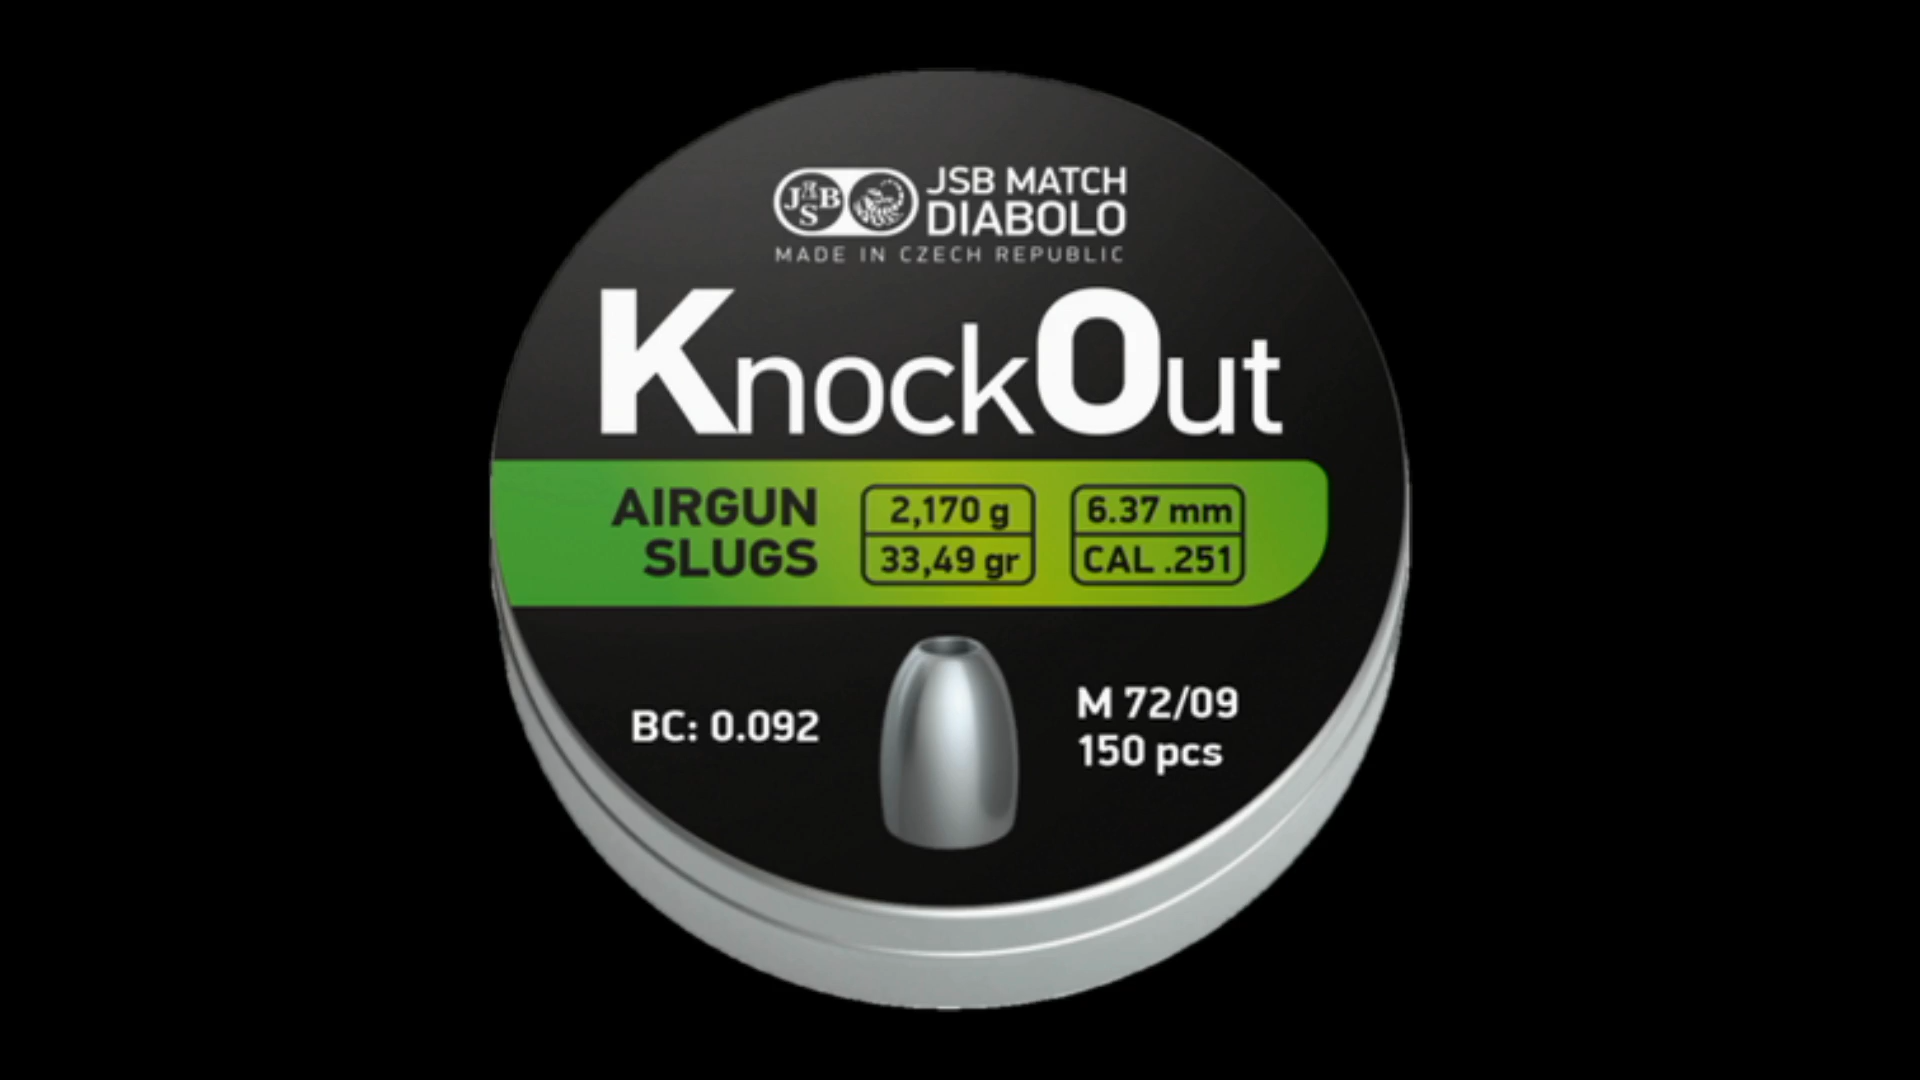 JSB
JSB MATCH
DIABOLO
MADE IN CZECH REPUBLIC
KnockOut
AIRGUN
SLUGS
2,170 g
33,49 gr
6.37 mm
CAL .251
BC: 0.092
M 72/09
150 pcs